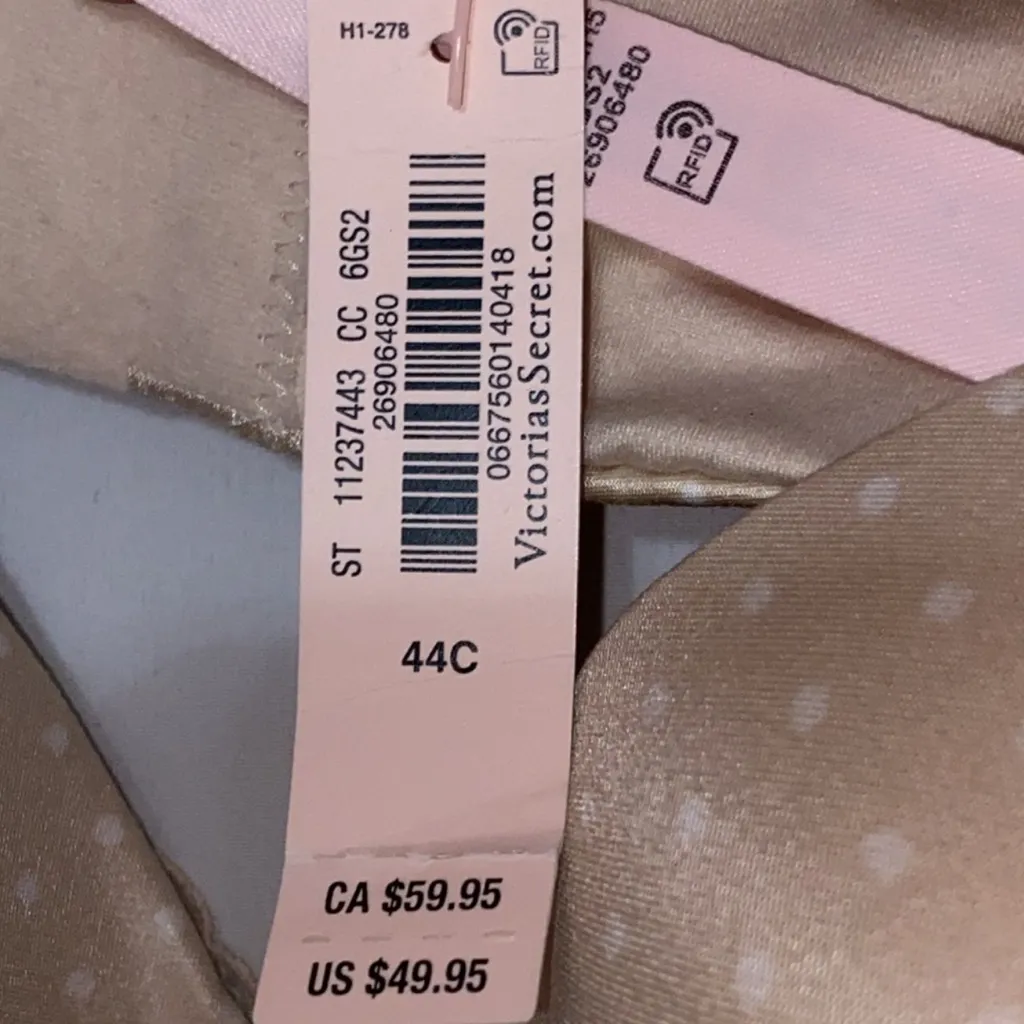 H1-278
RFID
ST 11237443 CC 6GS2
26906480
0667560140418
VictoriasSecret.com
44C
CA $59.95
US $49.95
26906480
RFID